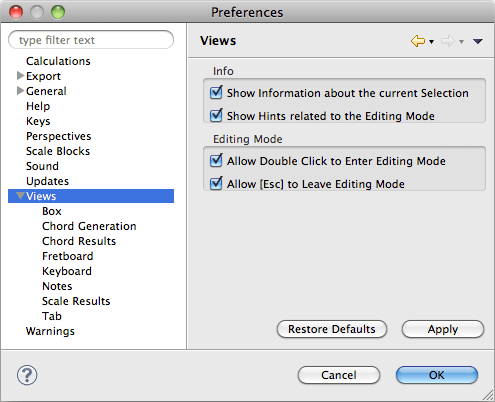 Preferences
type filter text
Calculations
Export
General
Help
Keys
Perspectives
Scale Blocks
Sound
Updates
Views
Box
Chord Generation
Chord Results
Fretboard
Keyboard
Notes
Scale Results
Tab
Warnings
Views
Info
Show Information about the current Selection
Show Hints related to the Editing Mode
Editing Mode
Allow Double Click to Enter Editing Mode
Allow [Esc] to Leave Editing Mode
Restore Defaults
Apply
?
Cancel
OK